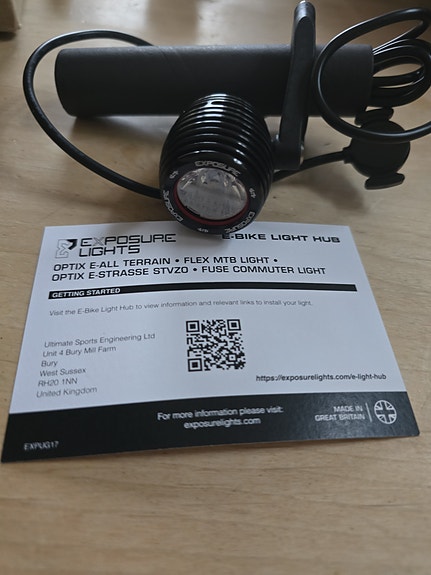 EXPOSURE
EXPOSURE
EXPOSURE
LIGHTS
E-BIKE LIGHT HUB
OPTIX E-ALL TERRAIN • FLEX MTB LIGHT •
OPTIX E-STRASSE STVZO • FUSE COMMUTER LIGHT
GETTING STARTED
Visit the E-Bike Light Hub to view information and relevant links to install your light.
Ultimate Sports Engineering Ltd
Unit 4 Bury Mill Farm
Bury
West Sussex
RH20 1NN
United Kingdom
https://exposurelights.com/e-light-hub
For more information please visit:
exposurelights.com
MADE IN
GREAT BRITAIN
EXPUG17